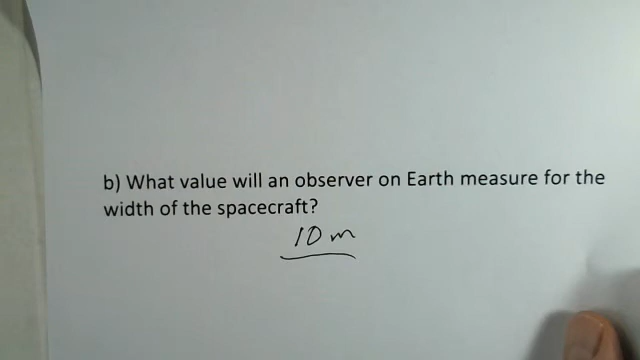 b) What value will an observer on Earth measure for the
width of the spacecraft?
10 m